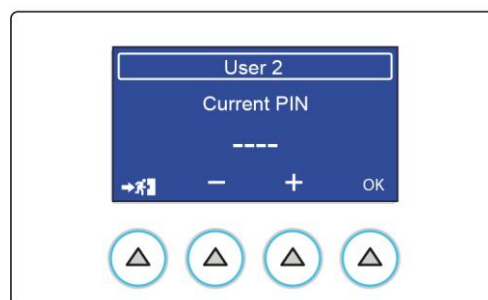 User 2
Current PIN
----
− + OK